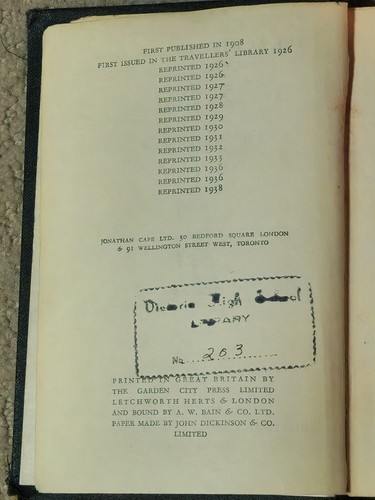 FIRST PUBLISHED IN 1908
FIRST ISSUED IN THE TRAVELLERS' LIBRARY 1926
REPRINTED 1926
REPRINTED 1926
REPRINTED 1927
REPRINTED 1927
REPRINTED 1928
REPRINTED 1929
REPRINTED 1930
REPRINTED 1931
REPRINTED 1932
REPRINTED 1933
REPRINTED 1936
REPRINTED 1936
REPRINTED 1938
JONATHAN CAPE LTD. 30 BEDFORD SQUARE LONDON
& 91 WELLINGTON STREET WEST, TORONTO
Victoria High School
LIBRARY
No. 263
PRINTED IN GREAT BRITAIN BY
THE GARDEN CITY PRESS LIMITED
LETCHWORTH HERTS & LONDON
AND BOUND BY A. W. BAIN & CO. LTD.
PAPER MADE BY JOHN DICKINSON & CO.
LIMITED